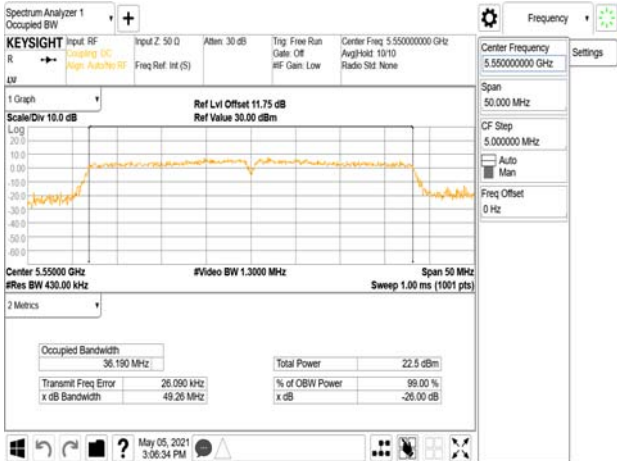 Spectrum Analyzer 1
Occupied BW
+
Frequency
Settings
KEYSIGHT
R
Input: RF
Coupling: DC
Align: Auto/No RF
Input Z: 50 Ω
Freq Ref: Int (S)
Atten: 30 dB
Trig: Free Run
Gate: Off
#IF Gain: Low
Center Freq: 5.550000000 GHz
Avg|Hold: 10/10
Radio Std: None
Center Frequency
5.550000000 GHz
Span
50.000 MHz
CF Step
5.000000 MHz
Auto
Man
Freq Offset
0 Hz
1 Graph
Scale/Div 10.0 dB
Ref Lvl Offset 11.75 dB
Ref Value 30.00 dBm
Log
20.0
10.0
0.00
-10.0
-20.0
-30.0
-40.0
-50.0
-60.0
Center 5.55000 GHz
#Video BW 1.3000 MHz
Span 50 MHz
#Res BW 430.00 kHz
Sweep 1.00 ms (1001 pts)
2 Metrics
Occupied Bandwidth
36.190 MHz
Total Power 22.5 dBm
Transmit Freq Error 26.090 kHz
% of OBW Power 99.00 %
x dB Bandwidth 49.26 MHz
x dB -26.00 dB
?
May 05, 2021
3:06:34 PM